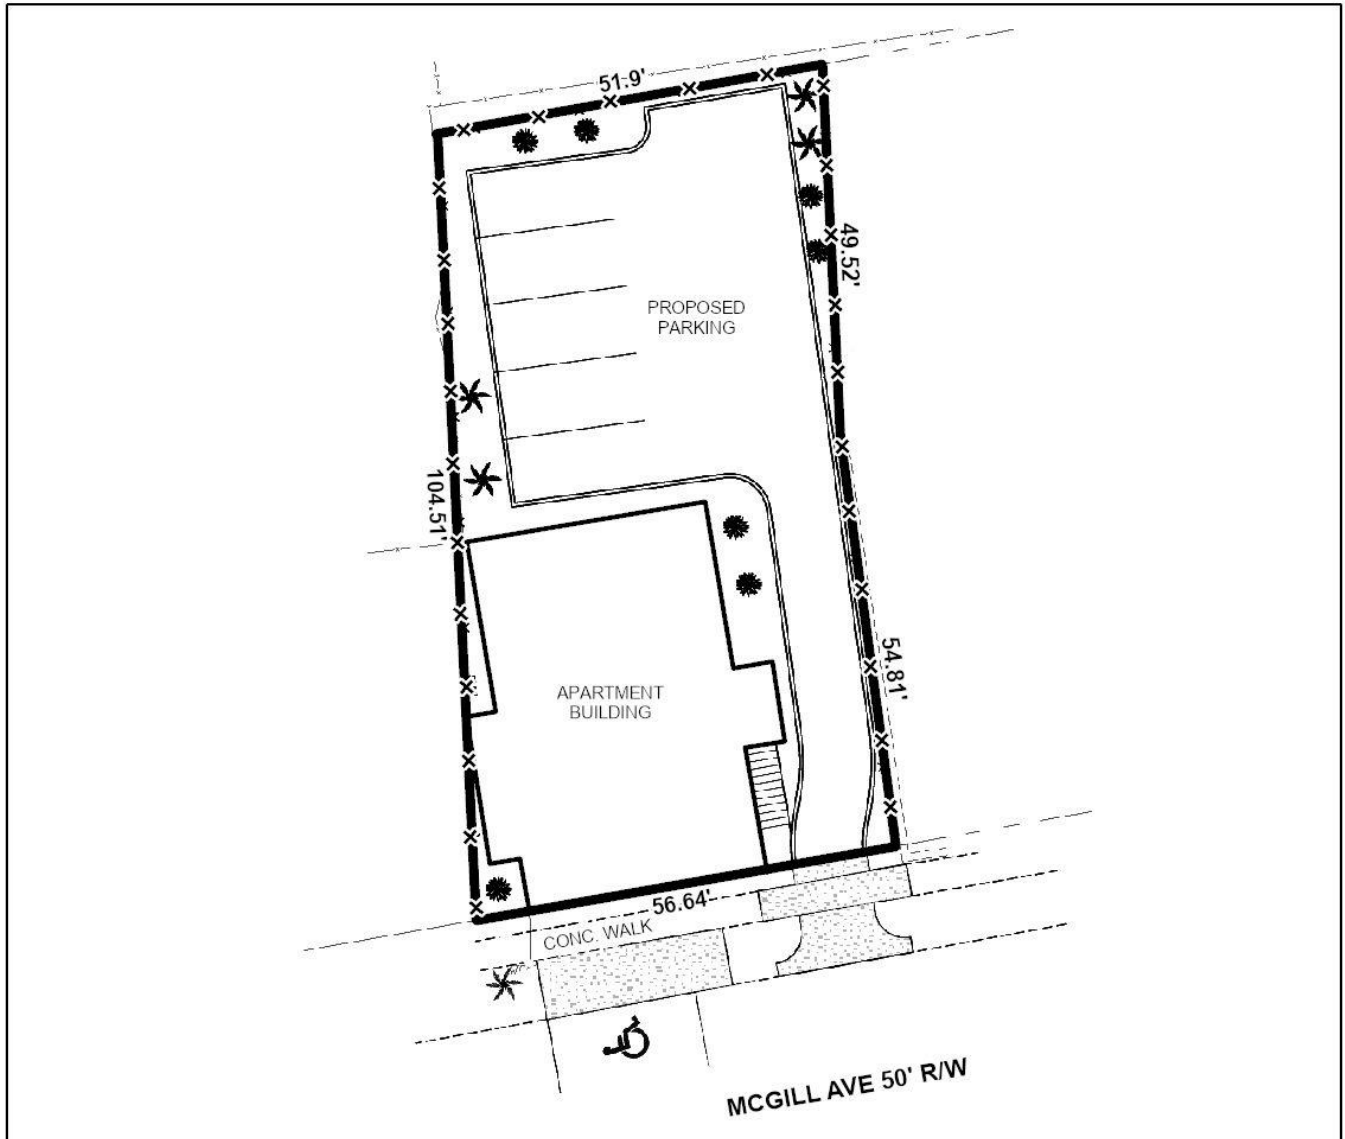 51.9'
49.52'
PROPOSED
PARKING
104.51'
54.81'
APARTMENT
BUILDING
56.64'
CONC. WALK
MCGILL AVE 50' R/W